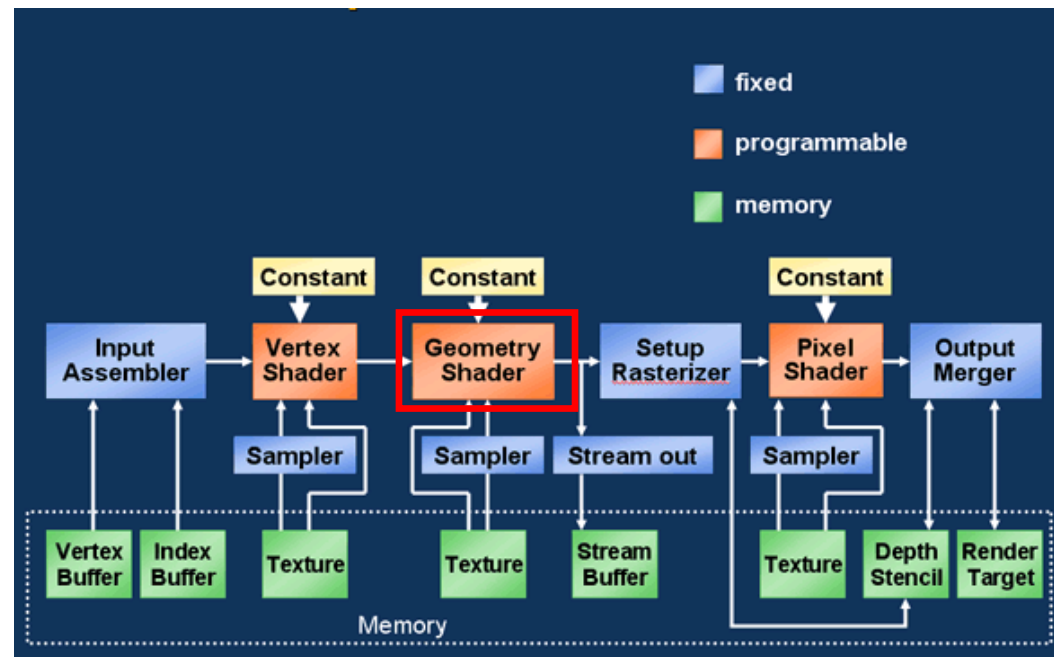 fixed
programmable
memory
Constant
Constant
Constant
Input
Assembler
Vertex
Shader
Geometry
Shader
Setup
Rasterizer
Pixel
Shader
Output
Merger
Sampler
Sampler
Stream out
Sampler
Vertex
Buffer
Index
Buffer
Texture
Texture
Stream
Buffer
Texture
Depth
Stencil
Render
Target
Memory